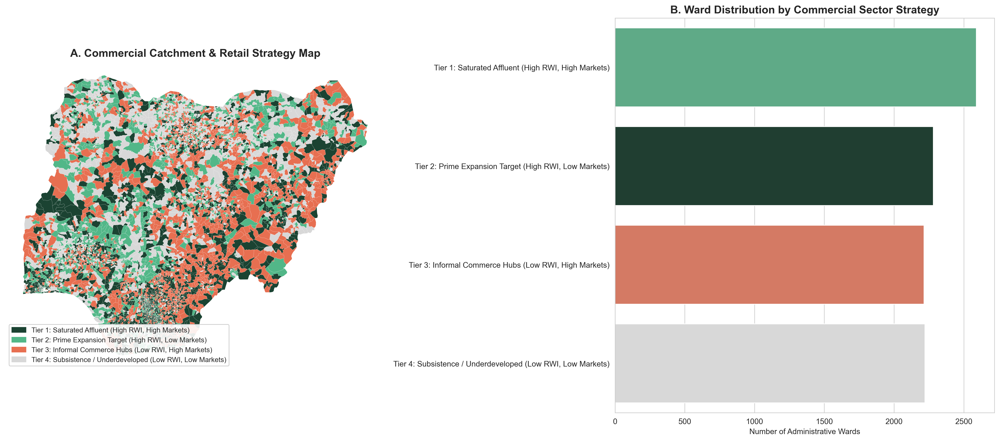 A. Commercial Catchment & Retail Strategy Map
Tier 1: Saturated Affluent (High RWI, High Markets)
Tier 2: Prime Expansion Target (High RWI, Low Markets)
Tier 3: Informal Commerce Hubs (Low RWI, High Markets)
Tier 4: Subsistence / Underdeveloped (Low RWI, Low Markets)
B. Ward Distribution by Commercial Sector Strategy
Tier 1: Saturated Affluent (High RWI, High Markets)
Tier 2: Prime Expansion Target (High RWI, Low Markets)
Tier 3: Informal Commerce Hubs (Low RWI, High Markets)
Tier 4: Subsistence / Underdeveloped (Low RWI, Low Markets)
0 500 1000 1500 2000 2500
Number of Administrative Wards